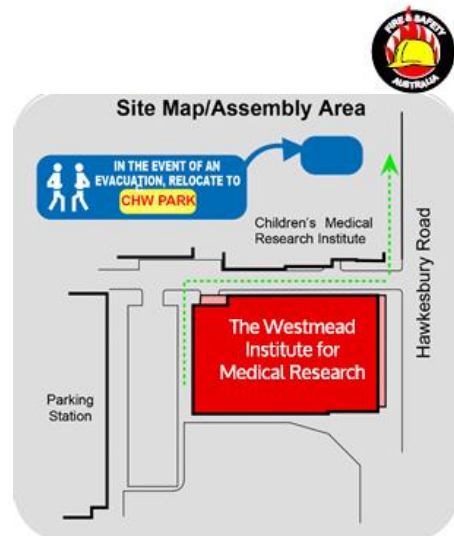 FIRE & SAFETY
AUSTRALIA
Site Map/Assembly Area
IN THE EVENT OF AN
EVACUATION, RELOCATE TO
CHW PARK
Children's Medical
Research Institute
Hawkesbury Road
The Westmead
Institute for
Medical Research
Parking
Station